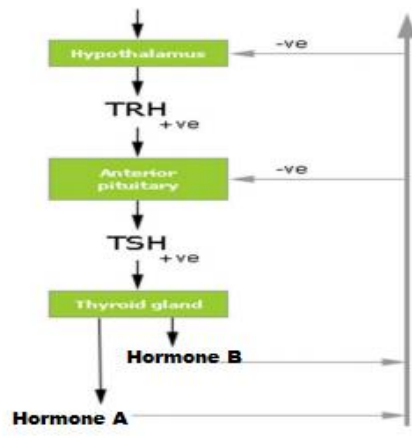 Hypothalamus
-ve
TRH
+ve
Anterior
pituitary
-ve
TSH
+ve
Thyroid gland
Hormone B
Hormone A